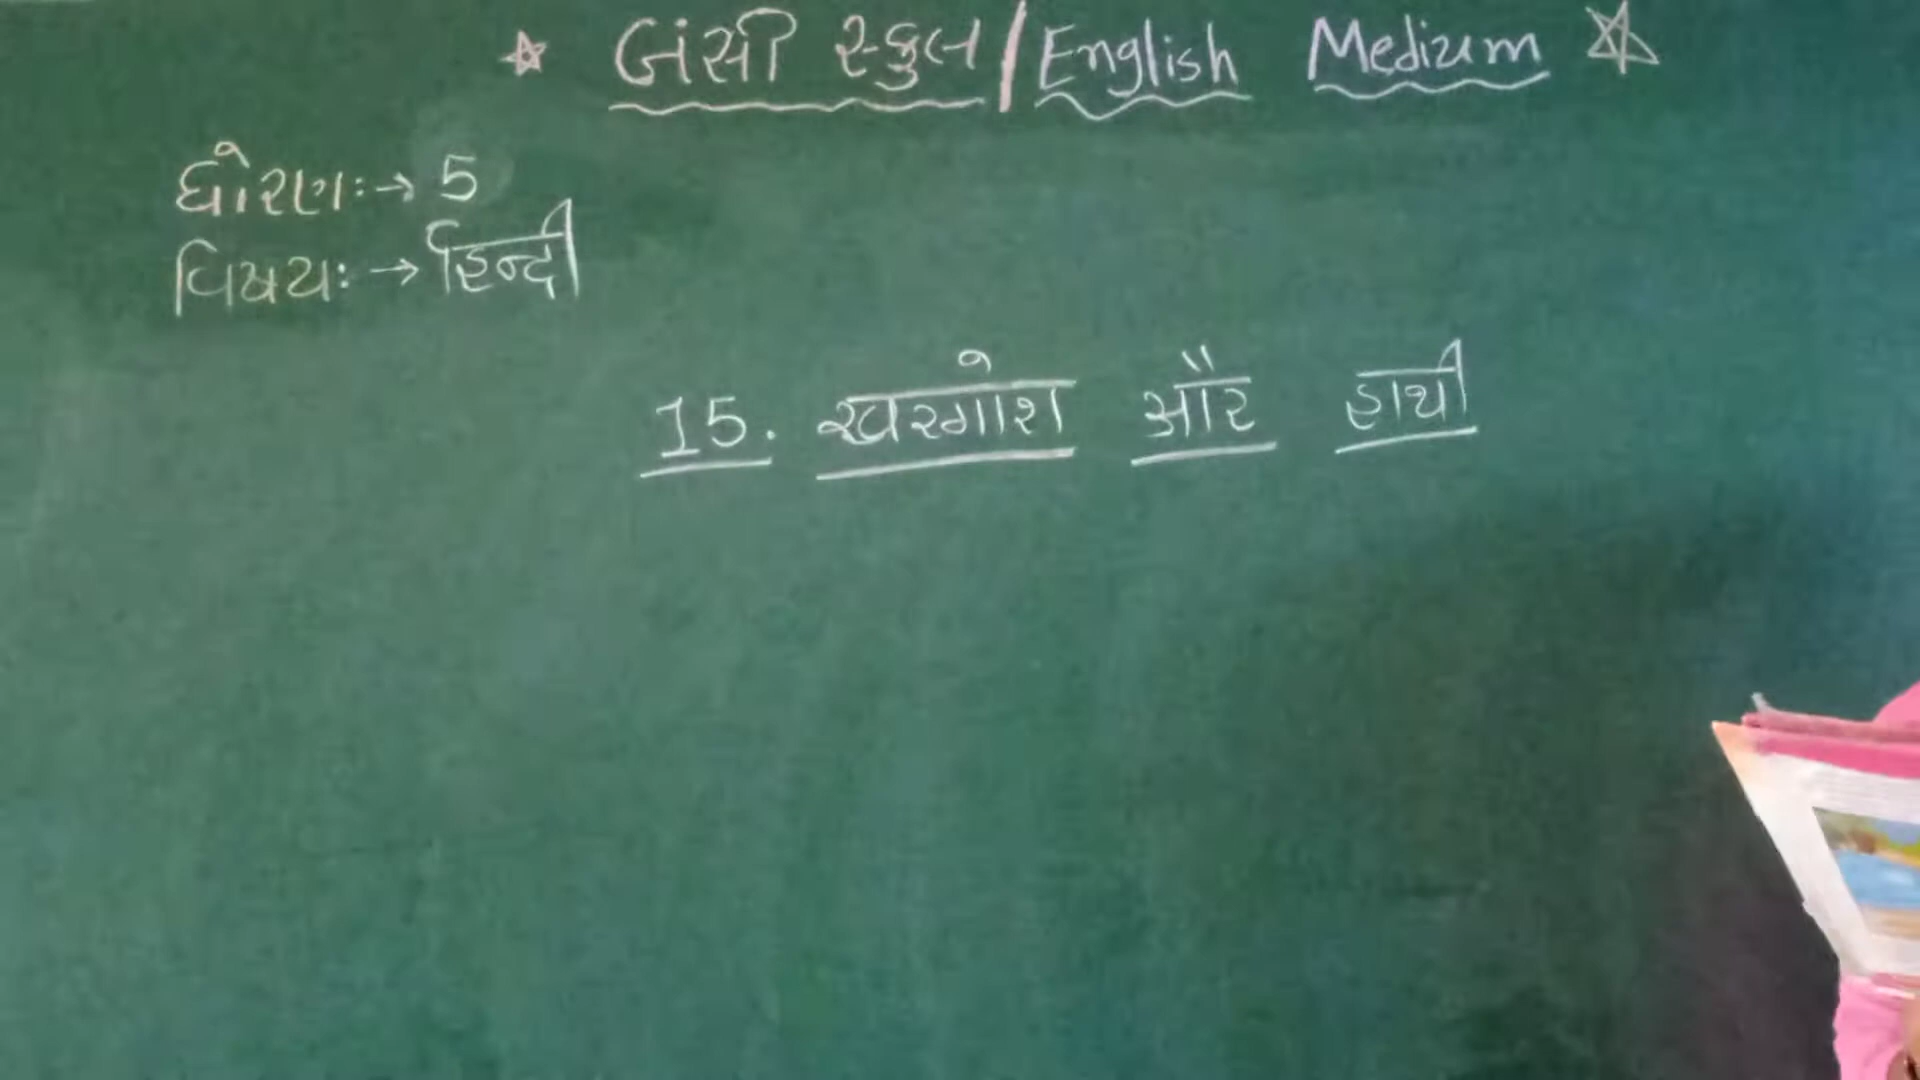 બંસી સ્કુલ / English Medium
ધોરણ:→ 5
વિષય:→ हिन्दी
15. खरगोश और हाथी